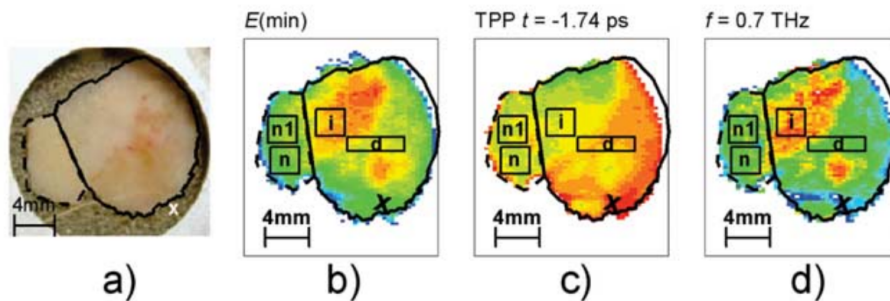 E(min)
TPP t = -1.74 ps
f = 0.7 THz
n1
i
n
d
x
4mm
n1
i
n
d
x
4mm
n1
i
n
d
x
4mm
x
4mm
a)
b)
c)
d)